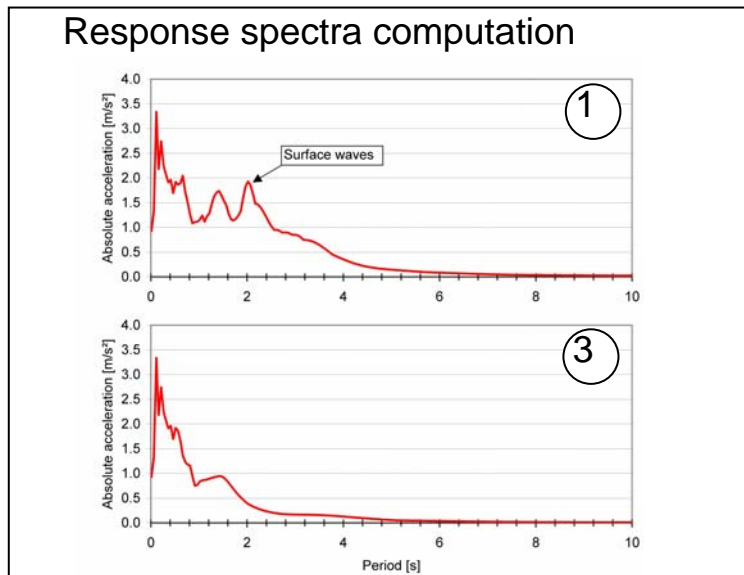 Response spectra computation
Absolute acceleration [m/s²]
4.0
3.5
3.0
2.5
2.0
1.5
1.0
0.5
0.0
1
Surface waves
0 2 4 6 8 10
Absolute acceleration [m/s²]
4.0
3.5
3.0
2.5
2.0
1.5
1.0
0.5
0.0
3
0 2 4 6 8 10
Period [s]